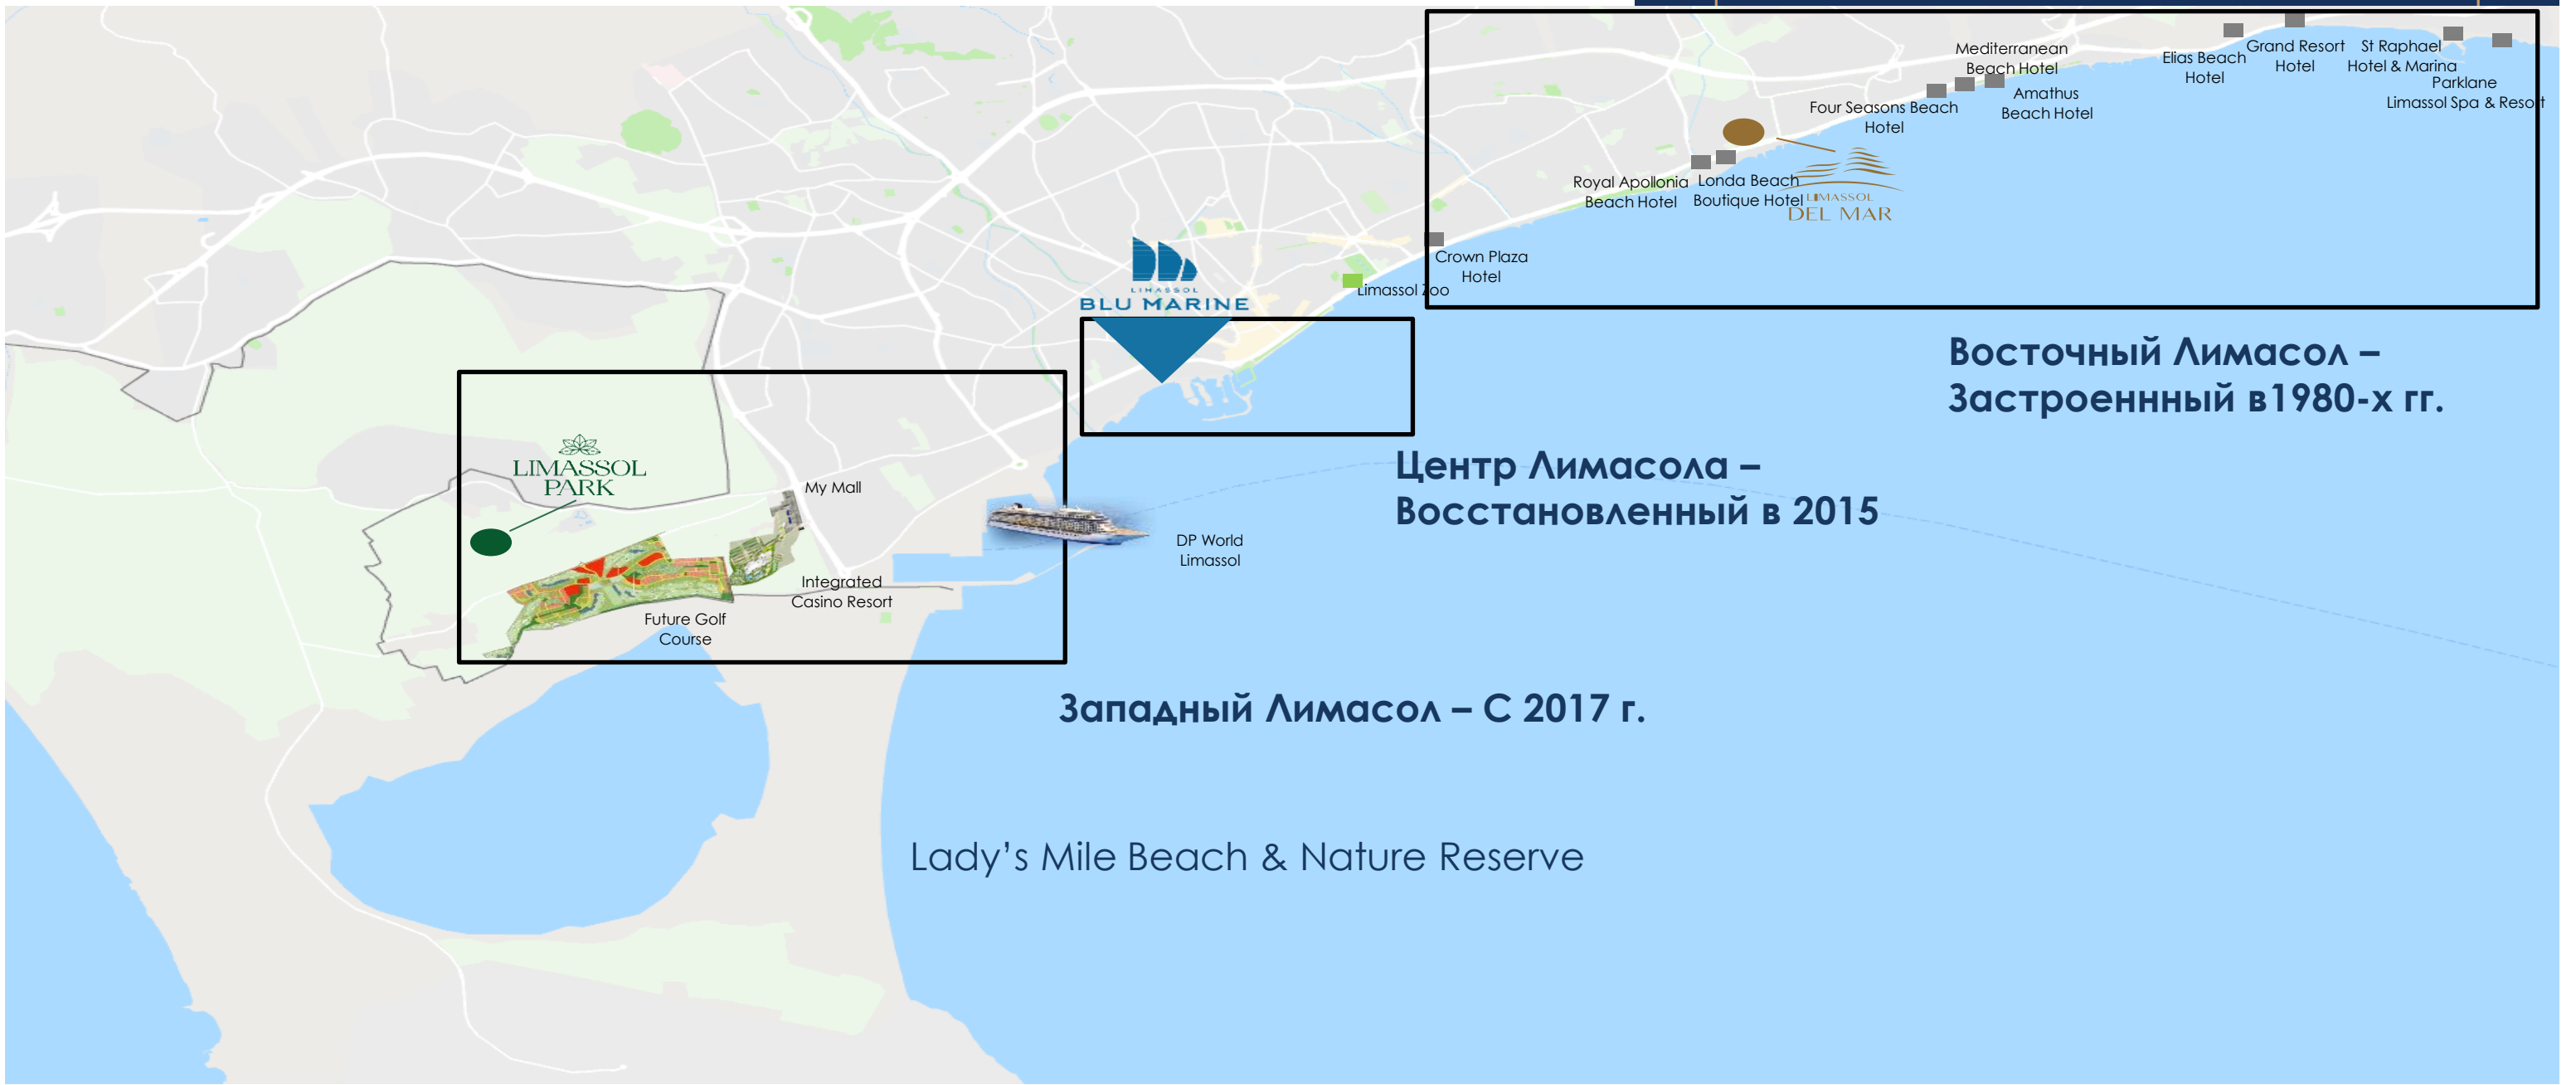 Mediterranean
Beach Hotel
Elias Beach
Hotel
Grand Resort
Hotel
St Raphael
Hotel & Marina
Parklane
Limassol Spa & Resort
Four Seasons Beach
Hotel
Amathus
Beach Hotel
Royal Apollonia
Beach Hotel
Londa Beach
Boutique Hotel
LIMASSOL
DEL MAR
Crown Plaza
Hotel
Limassol Zoo
LIMASSOL
BLU MARINE
Восточный Лимасол –
Застроеннный в1980-х гг.
Центр Лимасола –
Восстановленный в 2015
LIMASSOL
PARK
My Mall
DP World
Limassol
Integrated
Casino Resort
Future Golf
Course
Западный Лимасол – С 2017 г.
Lady’s Mile Beach & Nature Reserve